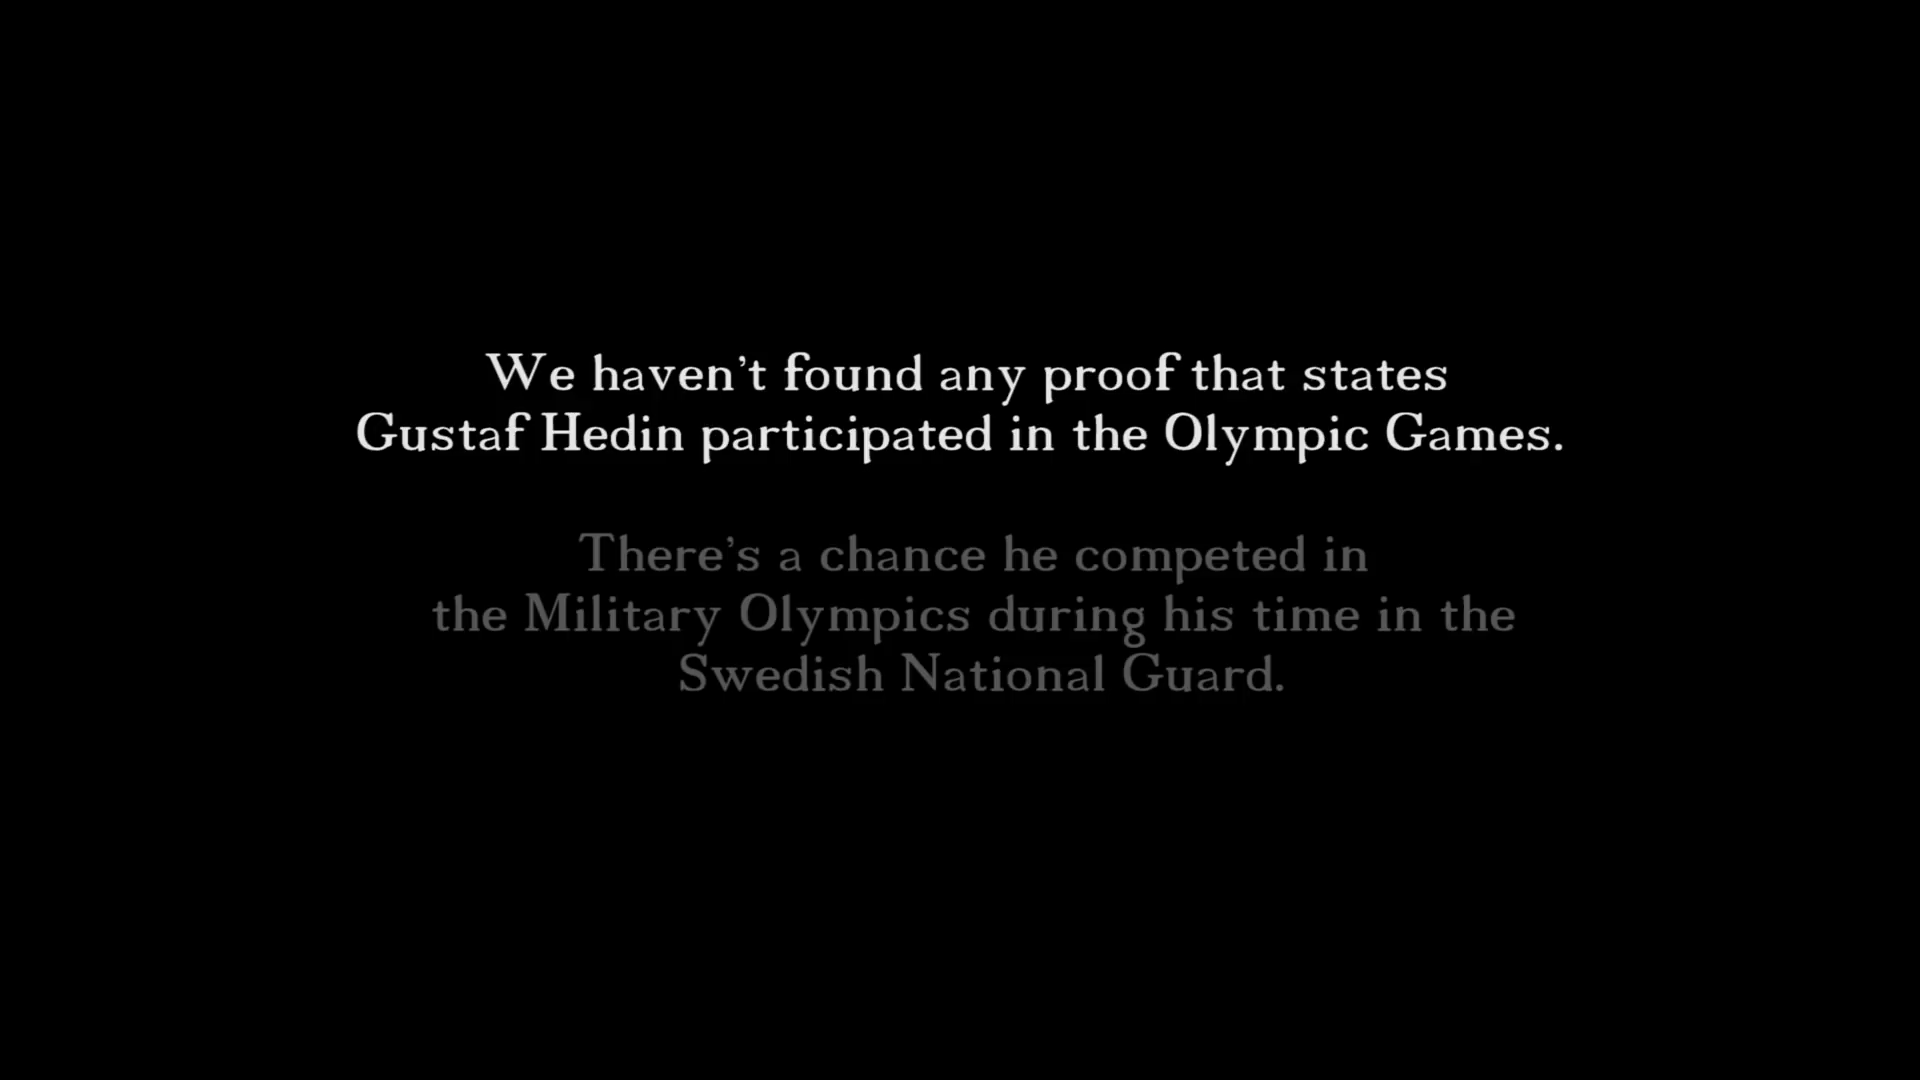 We haven’t found any proof that states
Gustaf Hedin participated in the Olympic Games.
There’s a chance he competed in
the Military Olympics during his time in the
Swedish National Guard.